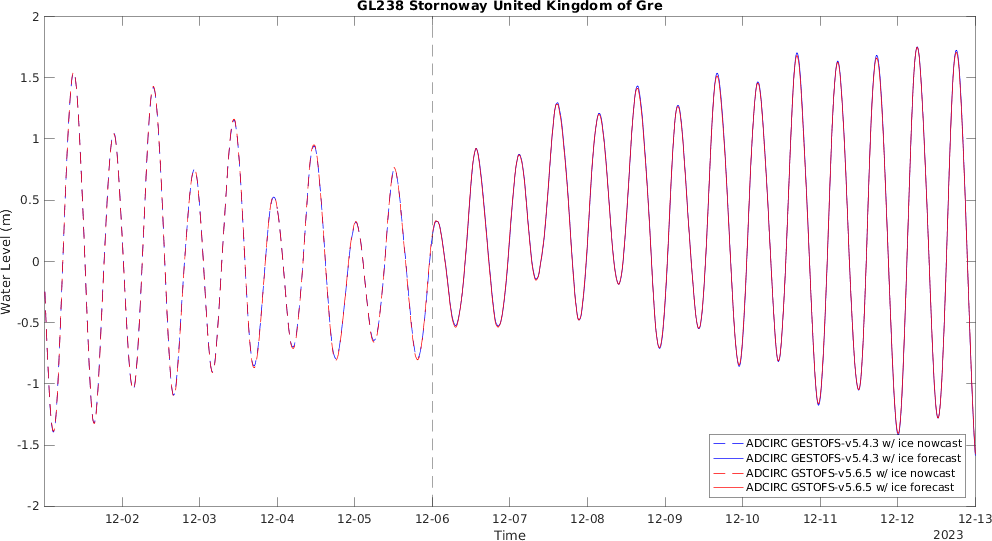 GL238 Stornoway United Kingdom of Gre
2
1.5
1
0.5
0
-0.5
-1
-1.5
-2
Water Level (m)
ADCIRC GESTOFS-v5.4.3 w/ ice nowcast
ADCIRC GESTOFS-v5.4.3 w/ ice forecast
ADCIRC GSTOFS-v5.6.5 w/ ice nowcast
ADCIRC GSTOFS-v5.6.5 w/ ice forecast
12-02 12-03 12-04 12-05 12-06 12-07 12-08 12-09 12-10 12-11 12-12 12-13
Time
2023